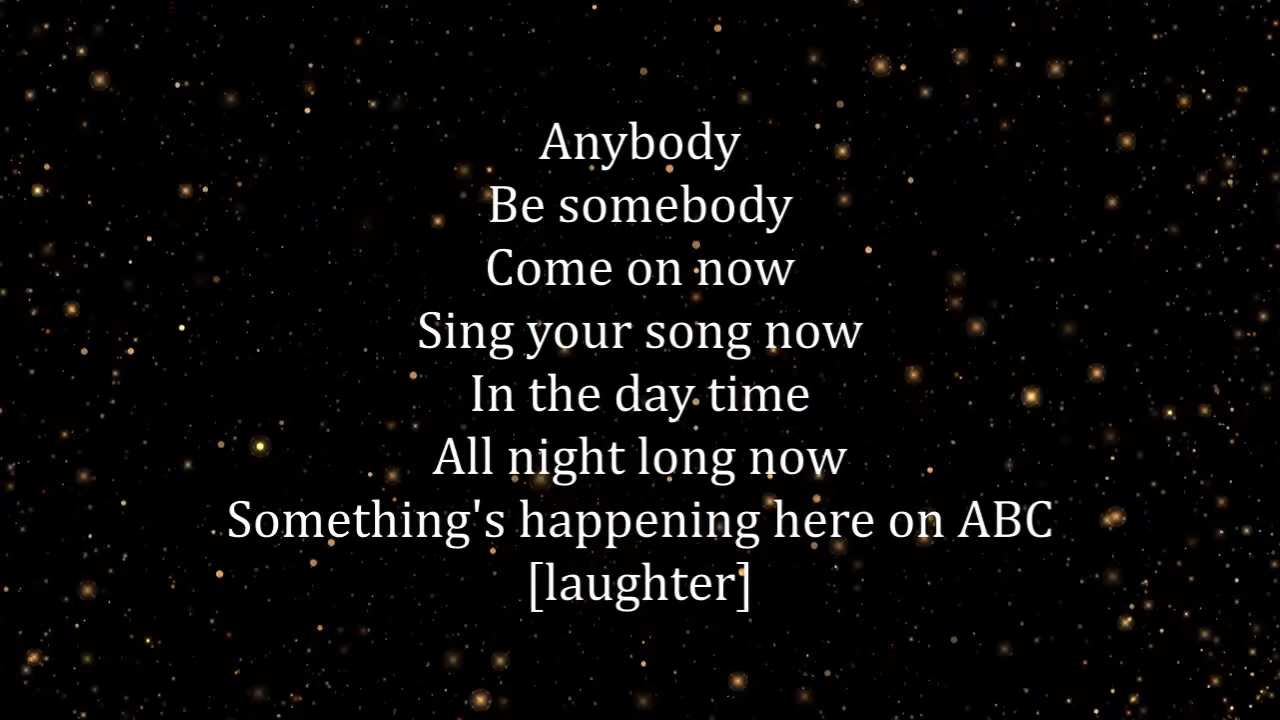 Anybody
Be somebody
Come on now
Sing your song now
In the day time
All night long now
Something's happening here on ABC
[laughter]